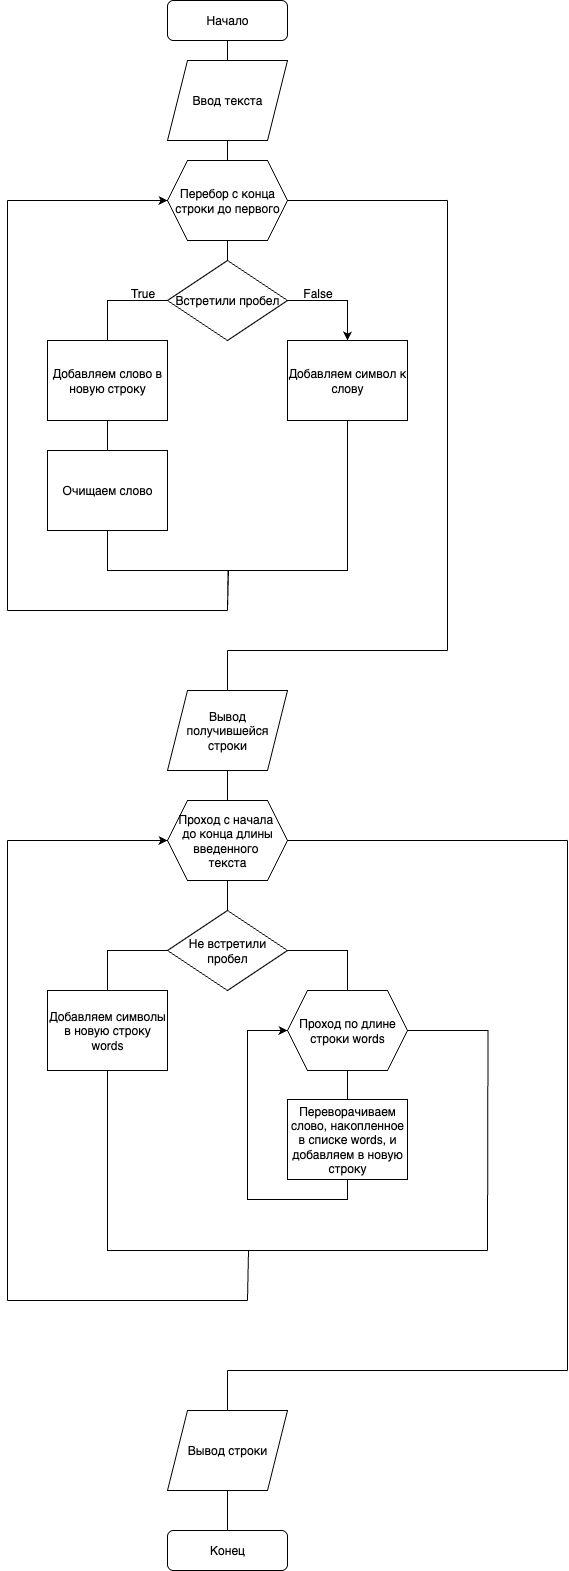 Начало
Ввод текста
Перебор с конца
строки до первого
True
Встретили пробел
False
Добавляем слово в
новую строку
Добавляем символ к
слову
Очищаем слово
Вывод
получившейся
строки
Проход с начала
до конца длины
введенного
текста
Не встретили
пробел
Добавляем символы
в новую строку
words
Проход по длине
строки words
Переворачиваем
слово, накопленное
в списке words, и
добавляем в новую
строку
Вывод строки
Конец